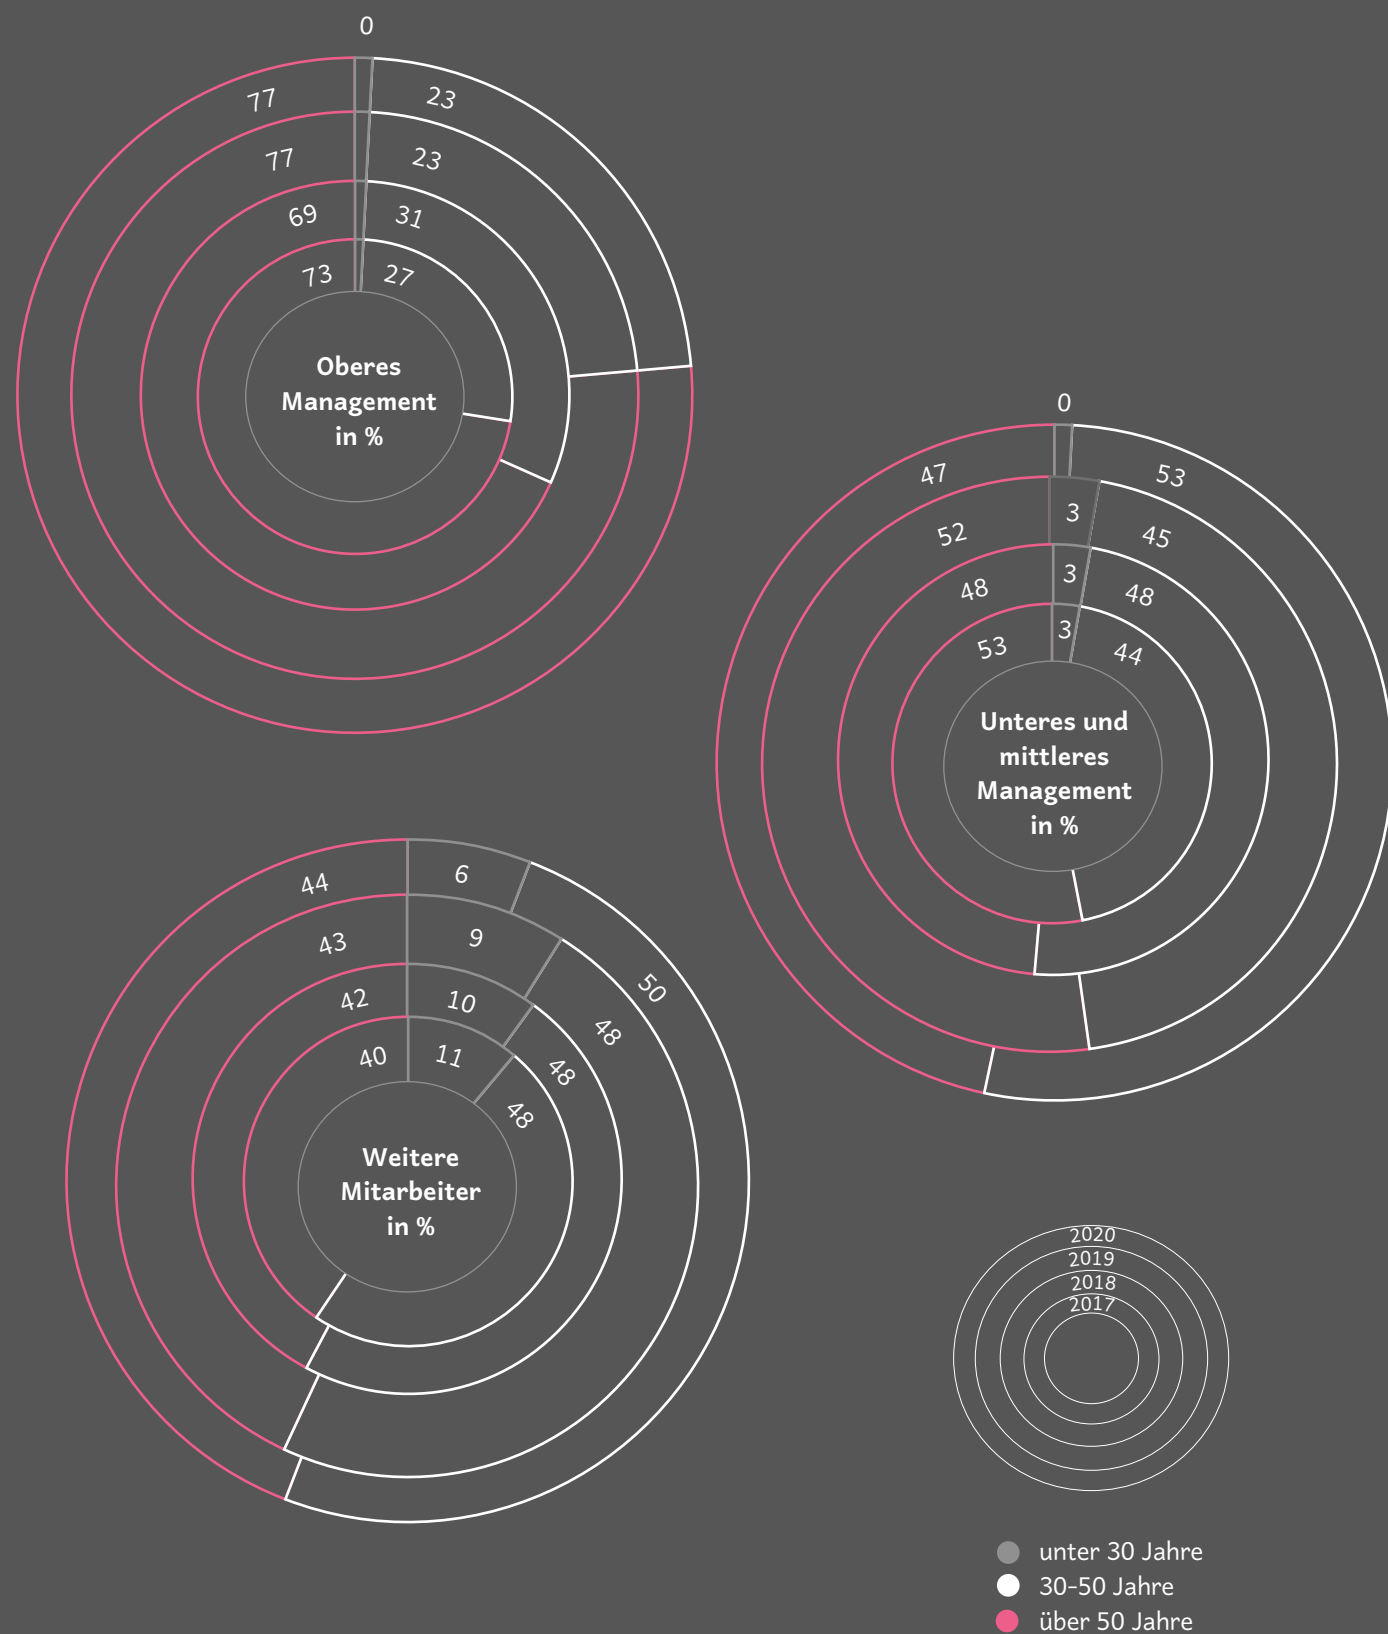 0
77
23
77
23
69
31
73
27
Oberes
Management
in %
0
47
53
52
3
45
48
3
48
53
3
44
Unteres und
mittleres
Management
in %
44
6
50
43
9
48
42
10
48
40
11
48
Weitere
Mitarbeiter
in %
2020
2019
2018
2017
unter 30 Jahre
30-50 Jahre
über 50 Jahre